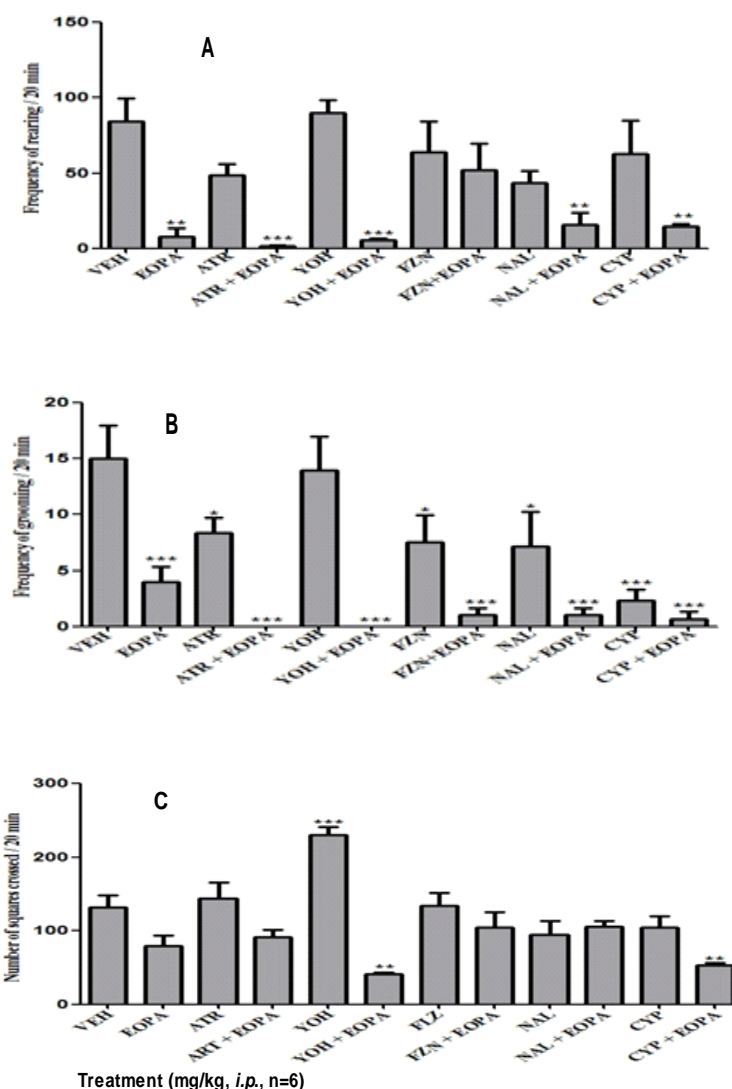 A
Frequency of rearing / 20 min
150
100
50
0
**
***
***
**
**
VEH
EOPA
ATR
ATR + EOPA
YOH
YOH + EOPA
FZN
FZN+EOPA
NAL
NAL + EOPA
CYP
CYP + EOPA
B
Frequency of grooming / 20 min
20
15
10
5
0
***
*
***
***
*
***
*
***
***
***
VEH
EOPA
ATR
ATR + EOPA
YOH
YOH + EOPA
FZN
FZN+EOPA
NAL
NAL + EOPA
CYP
CYP + EOPA
C
Number of squares crossed / 20 min
300
200
100
0
***
**
**
VEH
EOPA
ATR
ART + EOPA
YOH
YOH + EOPA
FLZ
FZN + EOPA
NAL
NAL + EOPA
CYP
CYP + EOPA
Treatment (mg/kg, i.p., n=6)